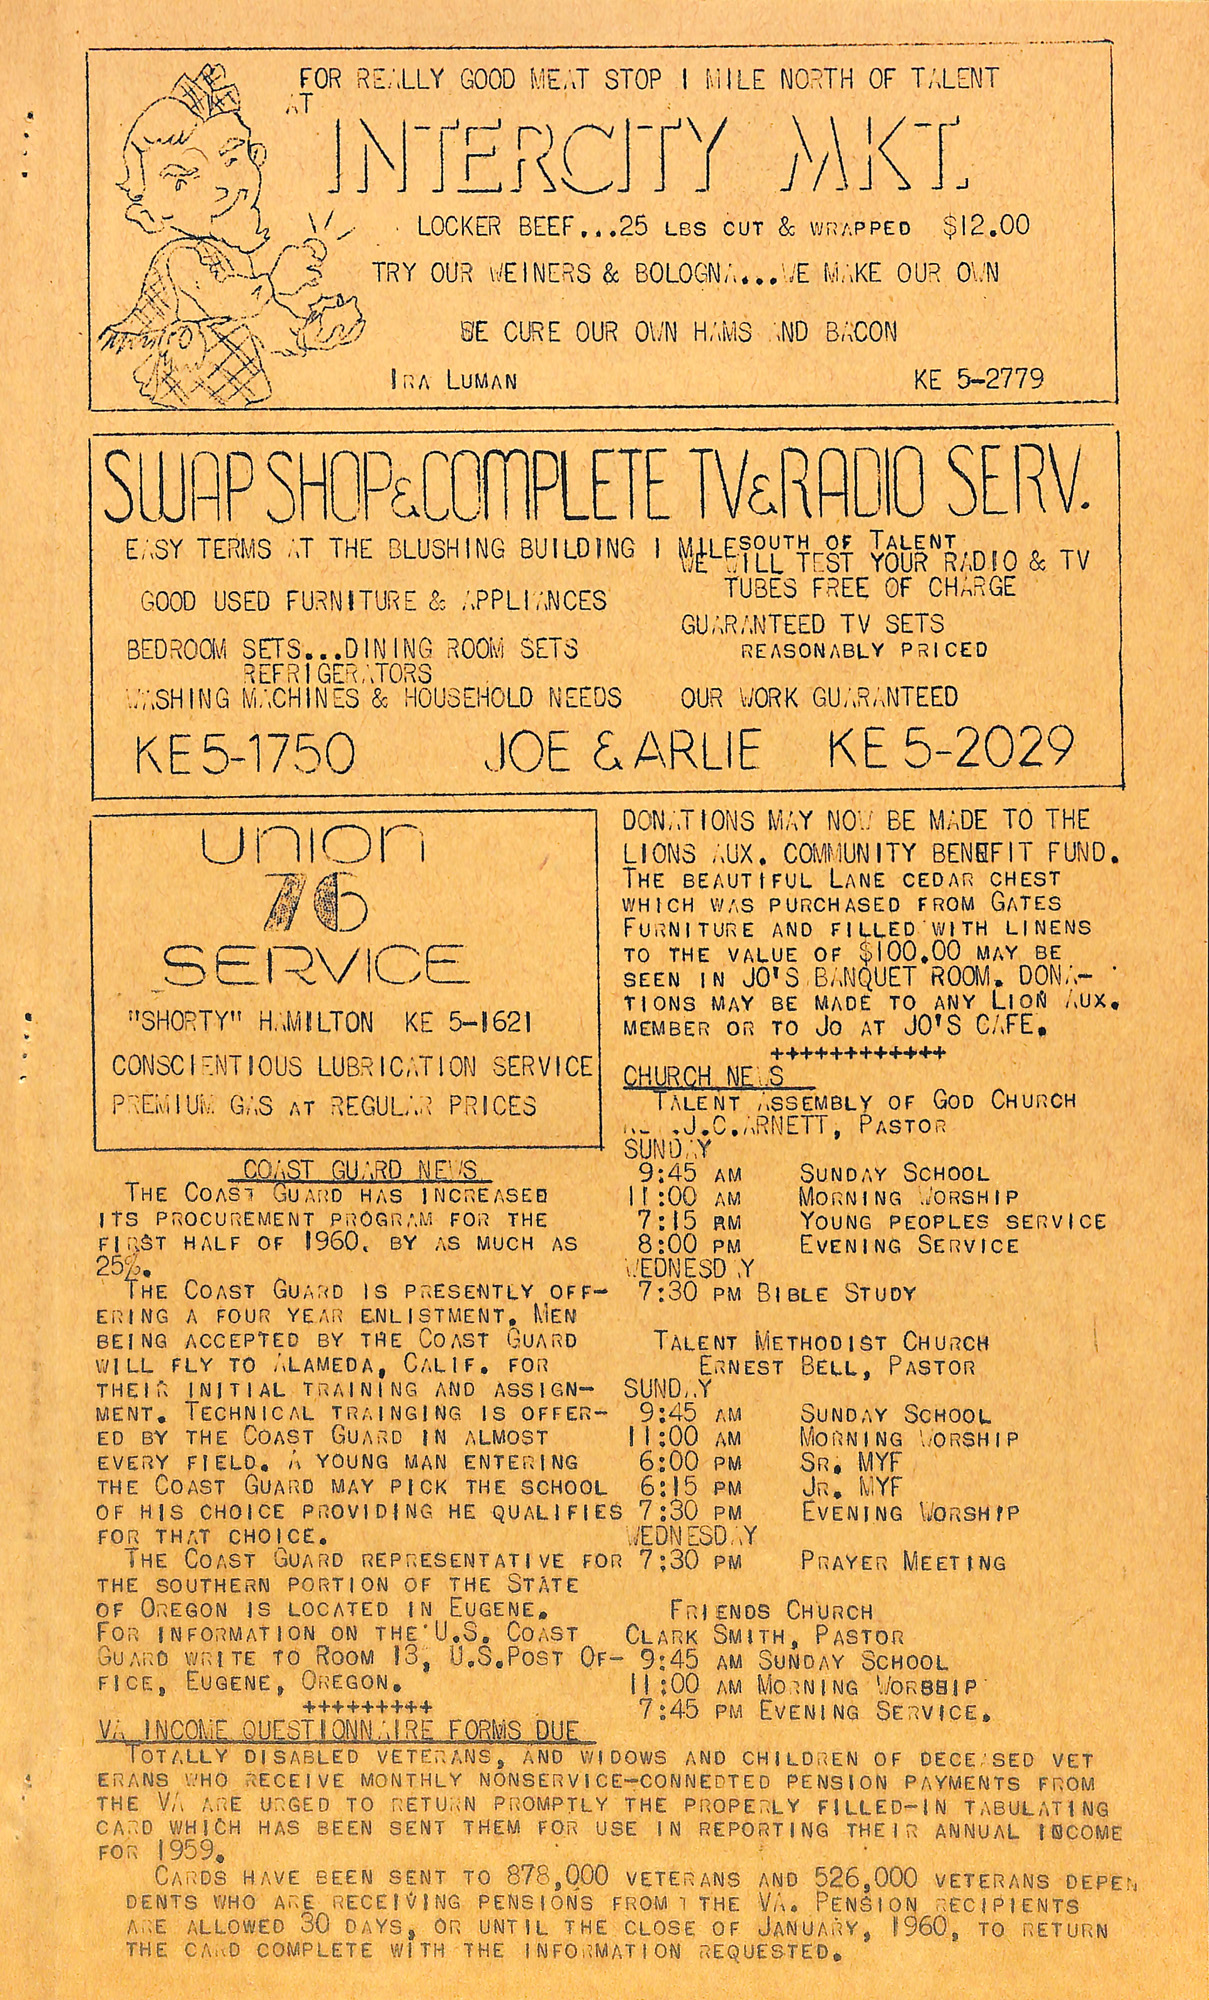 FOR REALLY GOOD MEAT STOP 1 MILE NORTH OF TALENT
AT
INTERCITY MKT.
LOCKER BEEF...25 LBS CUT & WRAPPED $12.00
TRY OUR WEINERS & BOLOGNA...WE MAKE OUR OWN
WE CURE OUR OWN HAMS AND BACON
IRA LUMAN KE 5-2779
SWAP SHOP & COMPLETE TV & RADIO SERV.
EASY TERMS AT THE BLUSHING BUILDING 1 MILE SOUTH OF TALENT
GOOD USED FURNITURE & APPLIANCES
BEDROOM SETS...DINING ROOM SETS
REFRIGERATORS
WASHING MACHINES & HOUSEHOLD NEEDS
WE WILL TEST YOUR RADIO & TV
TUBES FREE OF CHARGE
GUARANTEED TV SETS
REASONABLY PRICED
OUR WORK GUARANTEED
KE 5-1750 JOE & ARLIE KE 5-2029
UNION
76
SERVICE
"SHORTY" HAMILTON KE 5-1621
CONSCIENTIOUS LUBRICATION SERVICE
PREMIUM GAS AT REGULAR PRICES
COAST GUARD NEWS
THE COAST GUARD HAS INCREASED
ITS PROCUREMENT PROGRAM FOR THE
FIRST HALF OF 1960. BY AS MUCH AS
25%.
THE COAST GUARD IS PRESENTLY OFF-
ERING A FOUR YEAR ENLISTMENT. MEN
BEING ACCEPTED BY THE COAST GUARD
WILL FLY TO ALAMEDA, CALIF. FOR
THEIR INITIAL TRAINING AND ASSIGN-
MENT. TECHNICAL TRAINGING IS OFFER-
ED BY THE COAST GUARD IN ALMOST
EVERY FIELD. A YOUNG MAN ENTERING
THE COAST GUARD MAY PICK THE SCHOOL
OF HIS CHOICE PROVIDING HE QUALIFIES
FOR THAT CHOICE.
THE COAST GUARD REPRESENTATIVE FOR
THE SOUTHERN PORTION OF THE STATE
OF OREGON IS LOCATED IN EUGENE.
FOR INFORMATION ON THE U.S. COAST
GUARD WRITE TO ROOM 13, U.S.POST OF-
FICE, EUGENE, OREGON.
+++++++++
DONATIONS MAY NOW BE MADE TO THE
LIONS AUX. COMMUNITY BENEFIT FUND.
THE BEAUTIFUL LANE CEDAR CHEST
WHICH WAS PURCHASED FROM GATES
FURNITURE AND FILLED WITH LINENS
TO THE VALUE OF $100.00 MAY BE
SEEN IN JO'S BANQUET ROOM. DONA-
TIONS MAY BE MADE TO ANY LION AUX.
MEMBER OR TO JO AT JO'S CAFE.
++++++++++++
CHURCH NEWS
TALENT ASSEMBLY OF GOD CHURCH
J.C.ARNETT, PASTOR
SUNDAY
9:45 AM SUNDAY SCHOOL
11:00 AM MORNING WORSHIP
7:15 PM YOUNG PEOPLES SERVICE
8:00 PM EVENING SERVICE
WEDNESDAY
7:30 PM BIBLE STUDY
TALENT METHODIST CHURCH
ERNEST BELL, PASTOR
SUNDAY
9:45 AM SUNDAY SCHOOL
11:00 AM MORNING WORSHIP
6:00 PM SR. MYF
6:15 PM JR. MYF
7:30 PM EVENING WORSHIP
WEDNESDAY
7:30 PM PRAYER MEETING
FRIENDS CHURCH
CLARK SMITH, PASTOR
9:45 AM SUNDAY SCHOOL
11:00 AM MORNING WORSHIP
7:45 PM EVENING SERVICE.
VA INCOME QUESTIONNAIRE FORMS DUE
TOTALLY DISABLED VETERANS, AND WIDOWS AND CHILDREN OF DECEASED VET
ERANS WHO RECEIVE MONTHLY NONSERVICE-CONNEDTED PENSION PAYMENTS FROM
THE VA ARE URGED TO RETURN PROMPTLY THE PROPERLY FILLED-IN TABULATING
CARD WHICH HAS BEEN SENT THEM FOR USE IN REPORTING THEIR ANNUAL INCOME
FOR 1959.
CARDS HAVE BEEN SENT TO 878,000 VETERANS AND 526,000 VETERANS DEPEN
DENTS WHO ARE RECEIVING PENSIONS FROM THE VA. PENSION RECIPIENTS
ARE ALLOWED 30 DAYS, OR UNTIL THE CLOSE OF JANUARY, 1960, TO RETURN
THE CARD COMPLETE WITH THE INFORMATION REQUESTED.